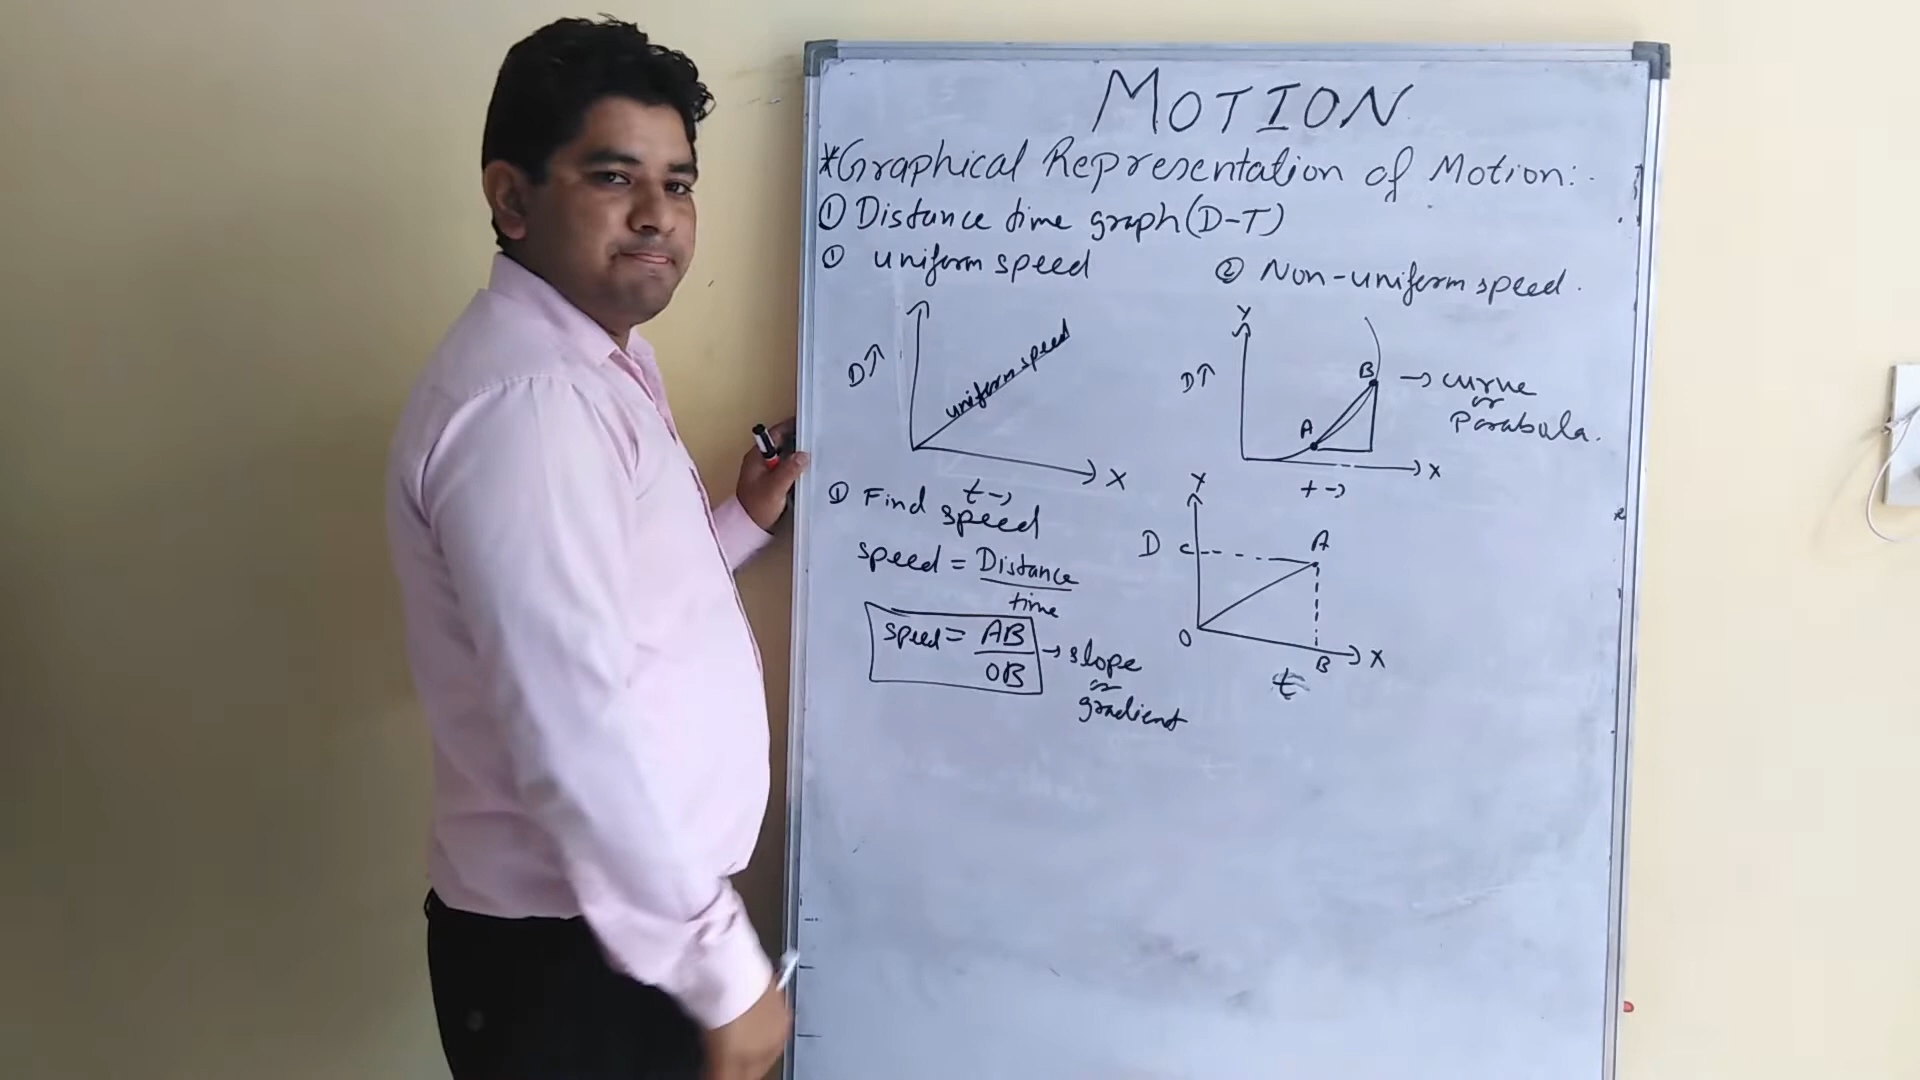 MOTION
*Graphical Representation of Motion:-
① Distance time graph (D-T)
① uniform speed
② Non-uniform speed.
D↑
uniform speed
X
t→
Y
D↑
A
B
→ curve
or
Parabula.
X
t→
① Find speed
speed = Distance
time
speed = AB
OB
→ slope
or
gradient
Y
D
C
A
O
B
X
t